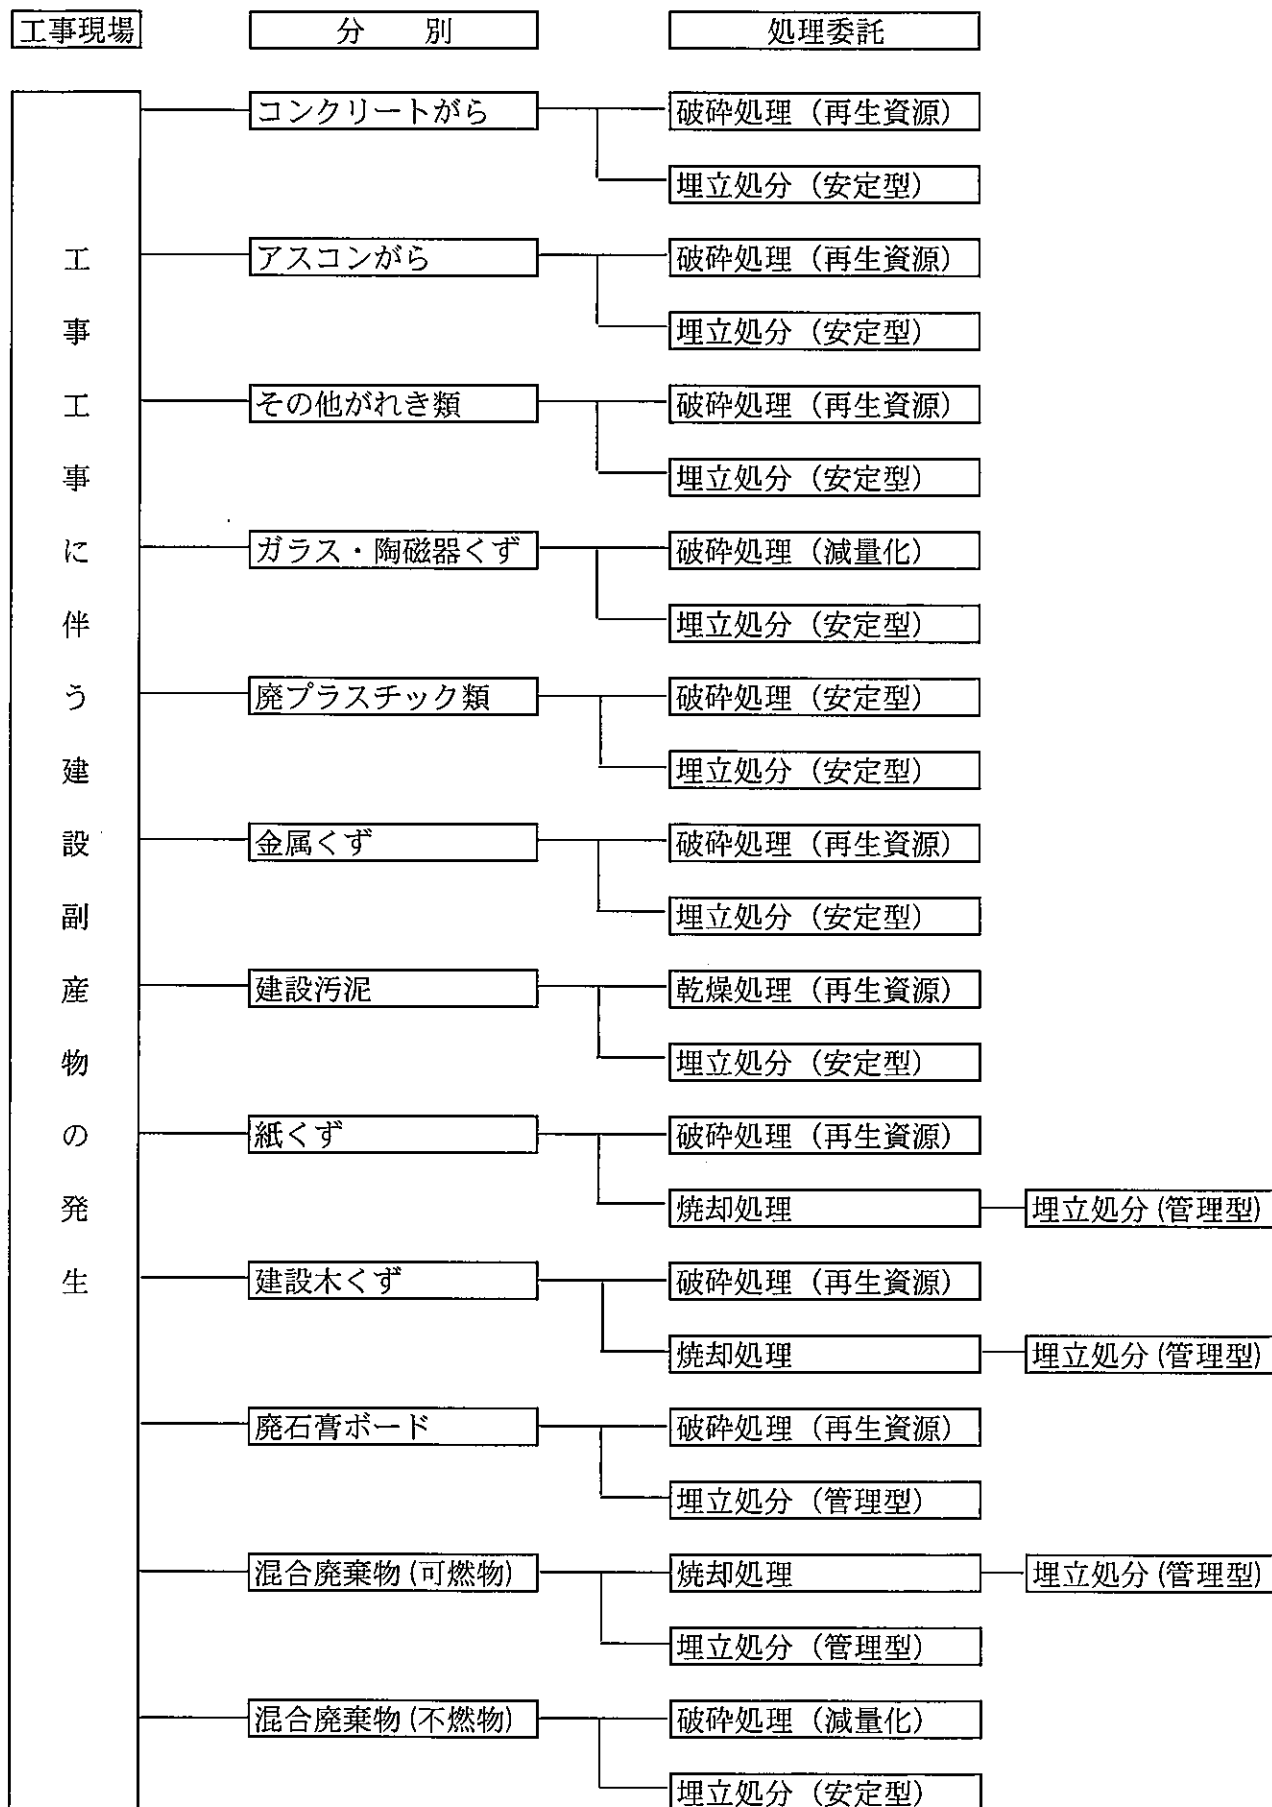 工事現場 分　別 処理委託
工事工事に伴う建設副産物の発生
コンクリートがら 破砕処理（再生資源）
埋立処分（安定型）
アスコンがら 破砕処理（再生資源）
埋立処分（安定型）
その他がれき類 破砕処理（再生資源）
埋立処分（安定型）
ガラス・陶磁器くず 破砕処理（減量化）
埋立処分（安定型）
廃プラスチック類 破砕処理（安定型）
埋立処分（安定型）
金属くず 破砕処理（再生資源）
埋立処分（安定型）
建設汚泥 乾燥処理（再生資源）
埋立処分（安定型）
紙くず 破砕処理（再生資源）
焼却処理 埋立処分(管理型)
建設木くず 破砕処理（再生資源）
焼却処理 埋立処分(管理型)
廃石膏ボード 破砕処理（再生資源）
埋立処分（管理型）
混合廃棄物(可燃物) 焼却処理 埋立処分(管理型)
埋立処分（管理型）
混合廃棄物(不燃物) 破砕処理（減量化）
埋立処分（安定型）